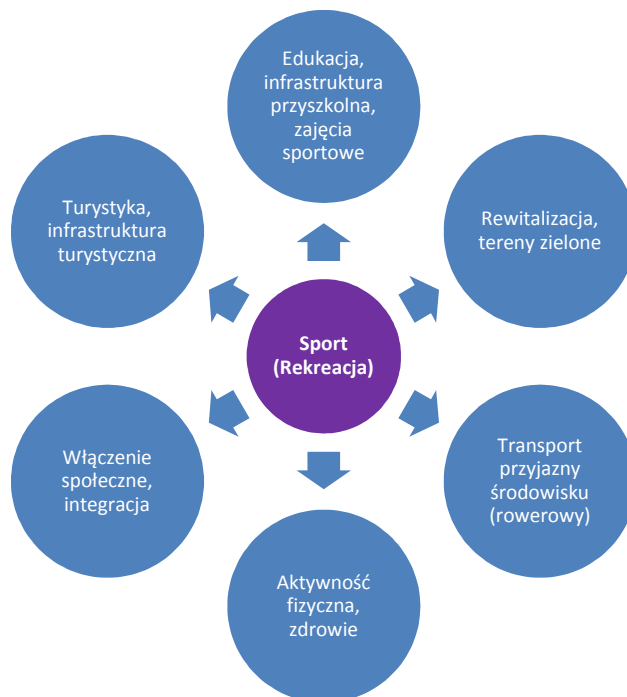 Edukacja,
infrastruktura
przyszkolna,
zajęcia
sportowe
Turystyka,
infrastruktura
turystyczna
Rewitalizacja,
tereny zielone
Sport
(Rekreacja)
Włączenie
społeczne,
integracja
Transport
przyjazny
środowisku
(rowerowy)
Aktywność
fizyczna,
zdrowie